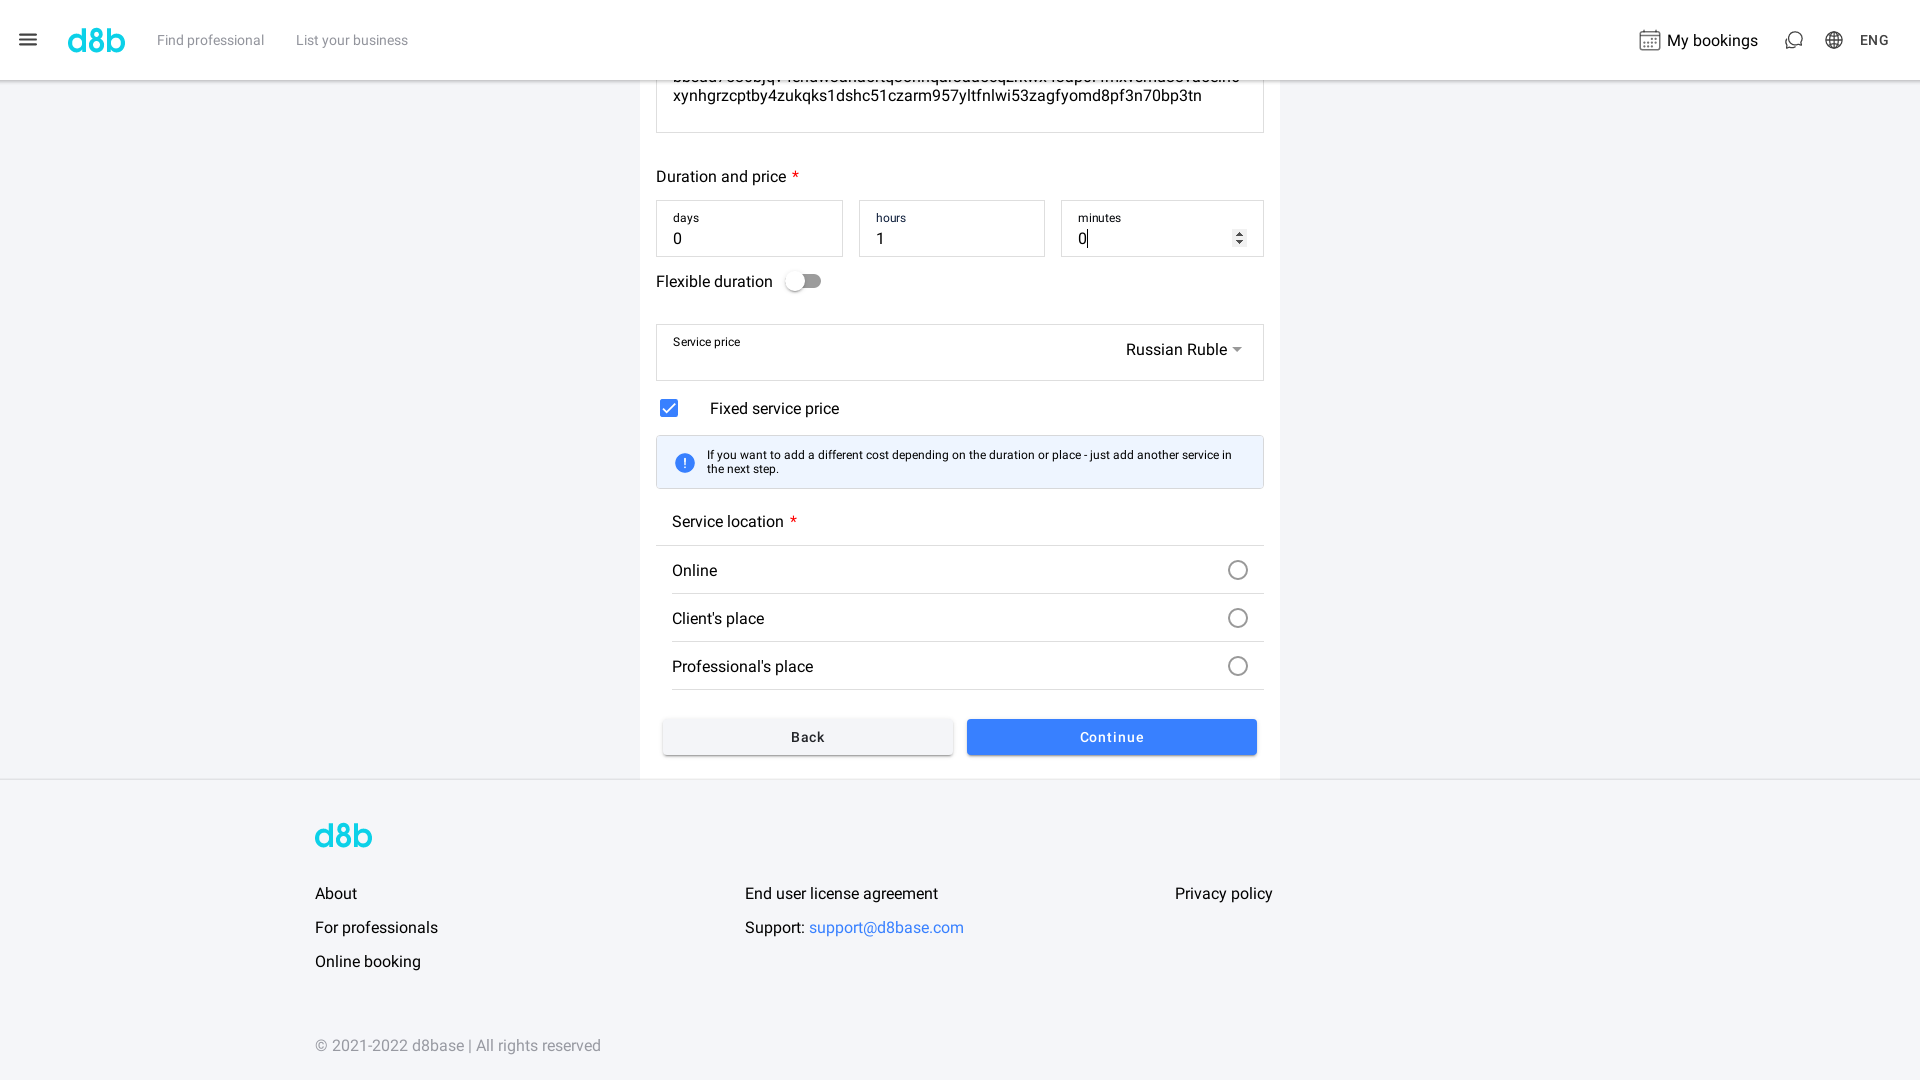 d8b
Find professional
List your business
My bookings
ENG
xynhgrzcptby4zukqks1dshc51czarm957yltfnlwi53zagfyomd8pf3n70bp3tn
Duration and price *
days
0
hours
1
minutes
0
Flexible duration
Service price
Russian Ruble
Fixed service price
If you want to add a different cost depending on the duration or place - just add another service in
the next step.
Service location *
Online
Client's place
Professional's place
Back
Continue
d8b
About
End user license agreement
Privacy policy
For professionals
Support: support@d8base.com
Online booking
© 2021-2022 d8base | All rights reserved